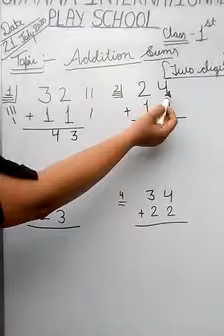 Date
21 July
PLAY SCHOOL
Class - 1st
Topic:- Addition Sums
Two digit
1] 32 ||
||| + 11 |
43
2] 24
+ 1
3
4 34
+ 22